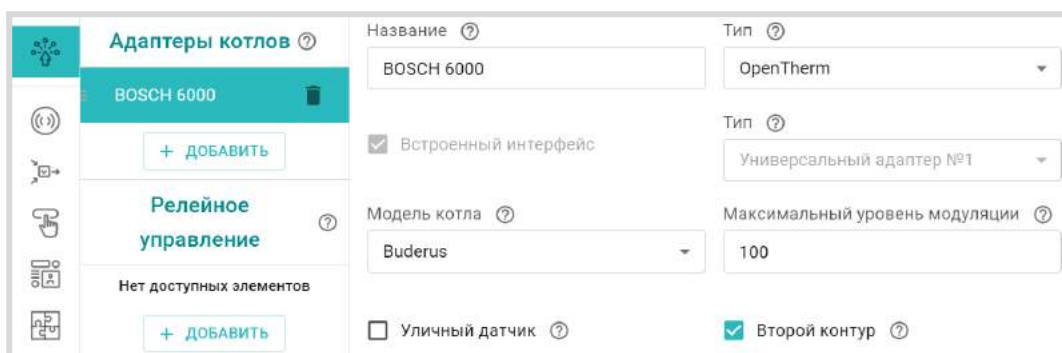 Адаптеры котлов
BOSCH 6000
+ ДОБАВИТЬ
Релейное
управление
Нет доступных элементов
+ ДОБАВИТЬ
Название
BOSCH 6000
Тип
OpenTherm
Встроенный интерфейс
Тип
Универсальный адаптер №1
Модель котла
Buderus
Максимальный уровень модуляции
100
Уличный датчик
Второй контур